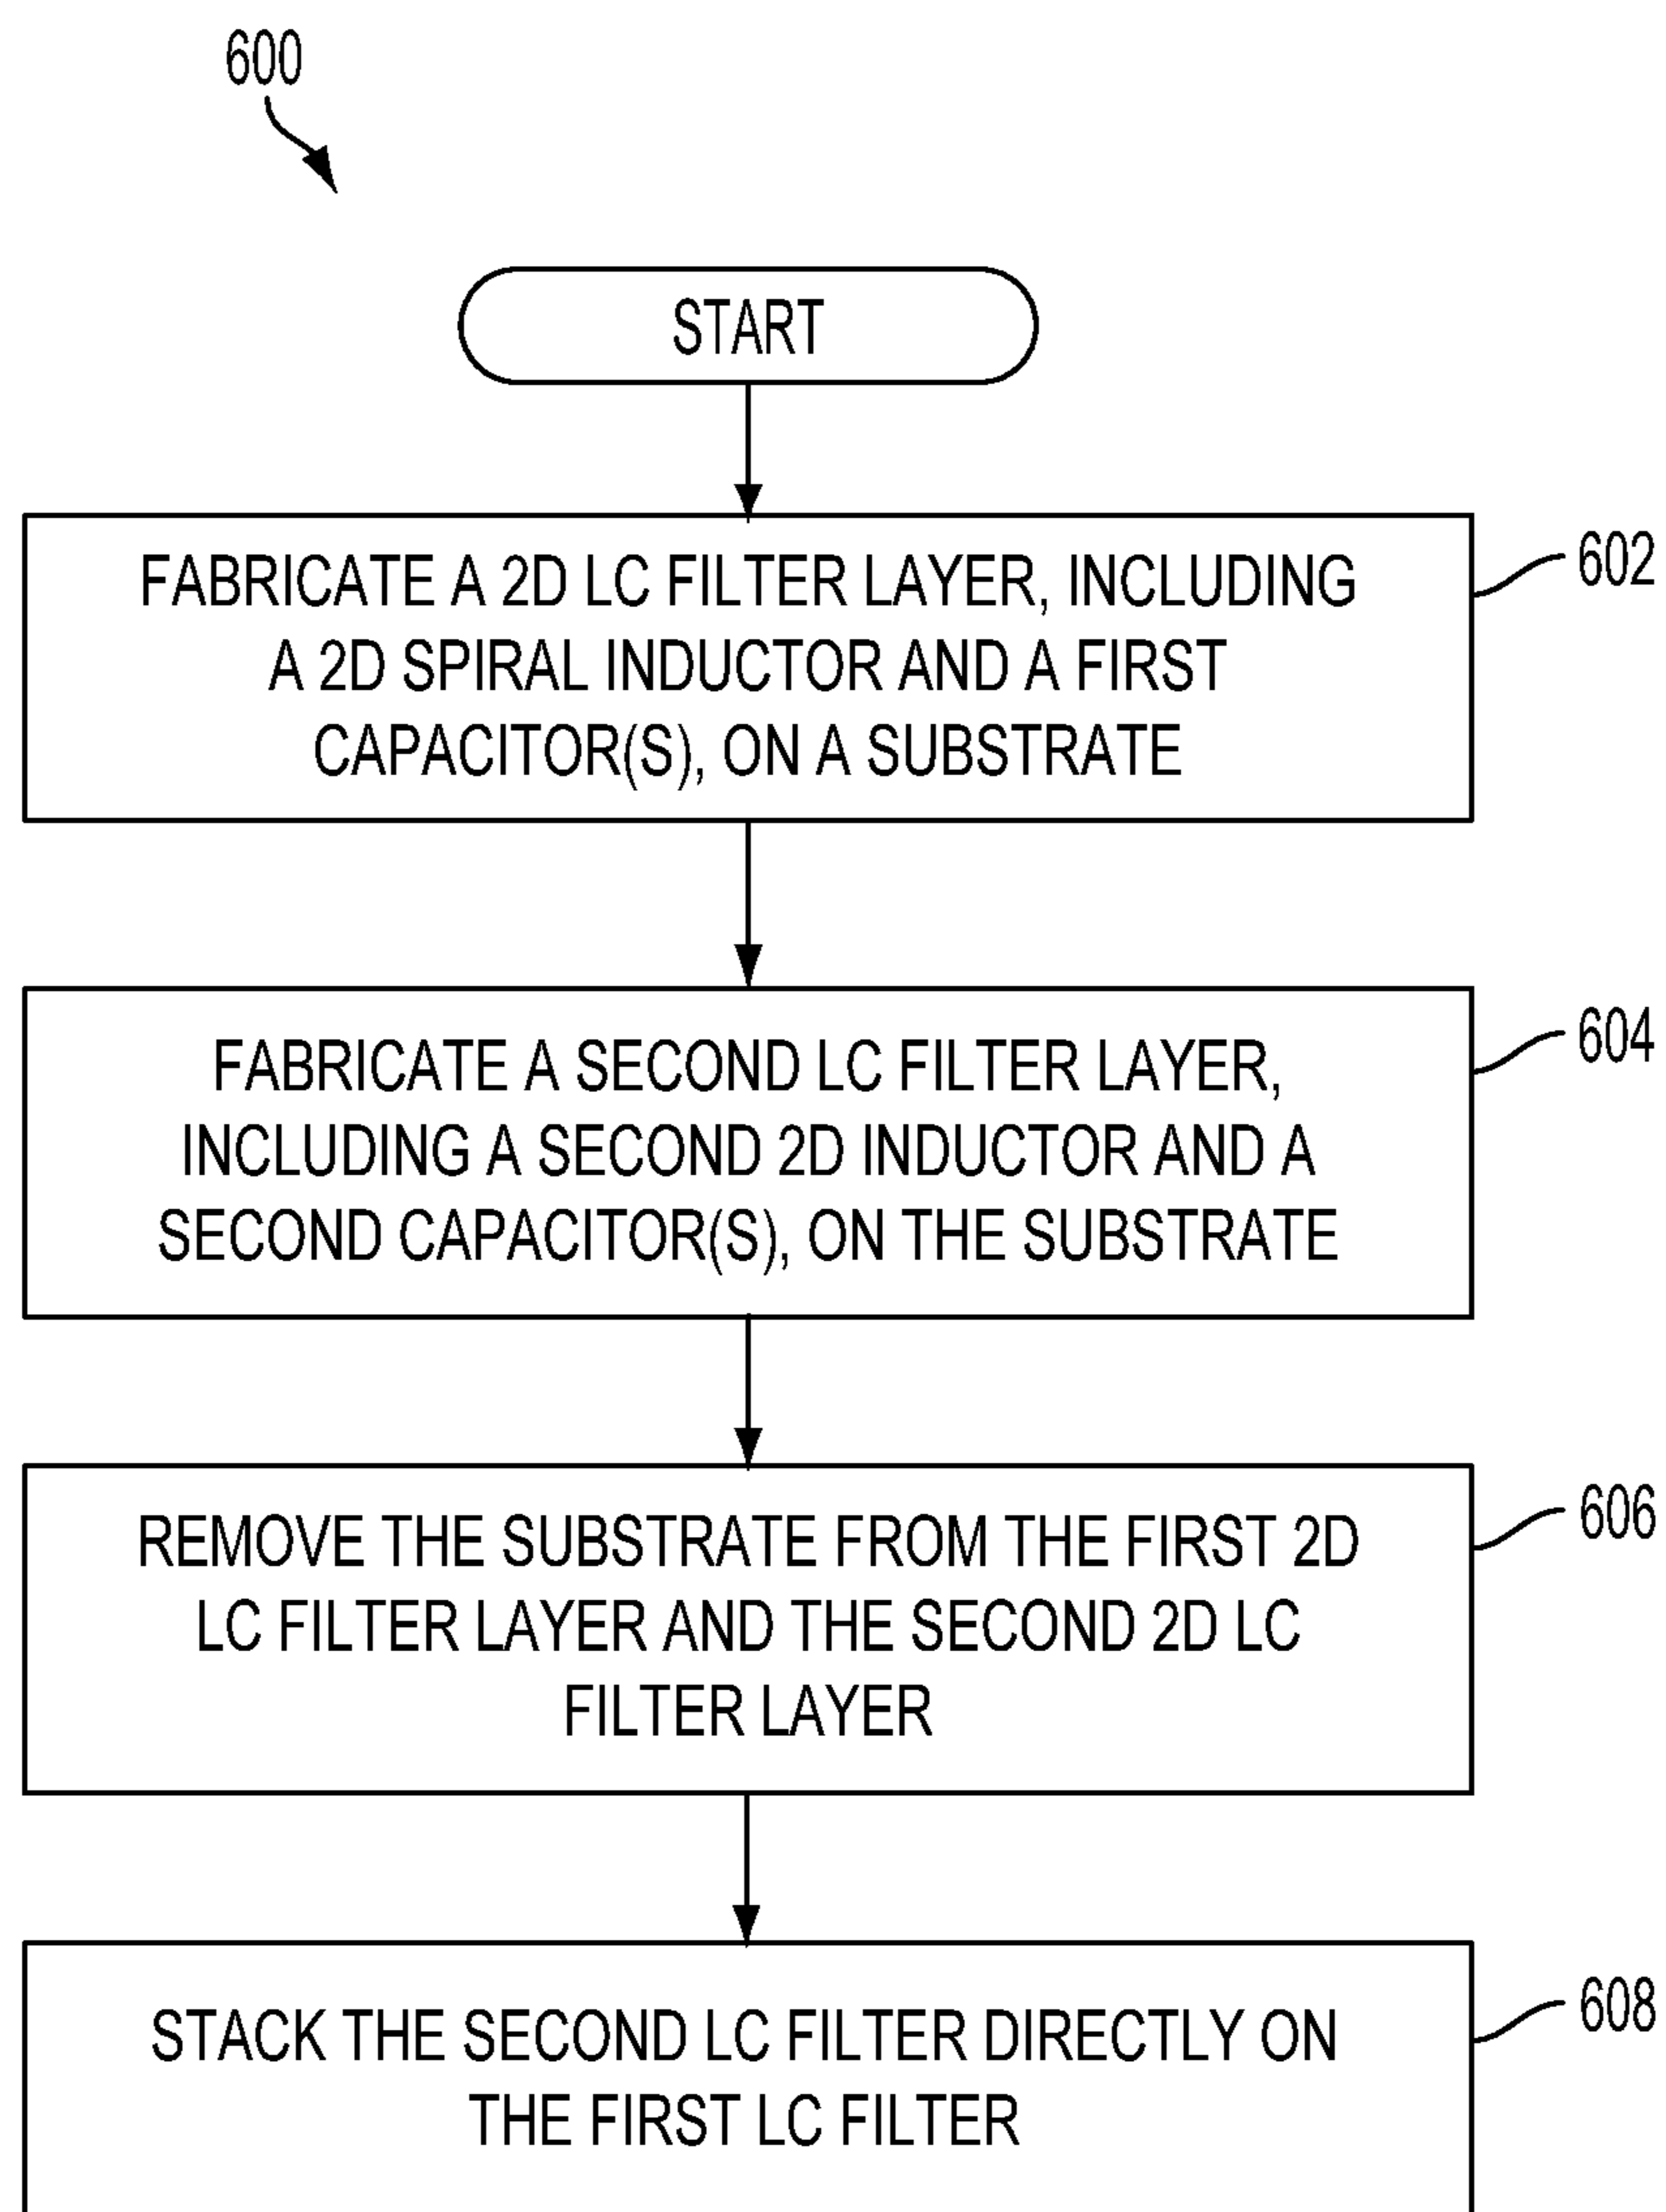 600
START
FABRICATE A 2D LC FILTER LAYER, INCLUDING
A 2D SPIRAL INDUCTOR AND A FIRST
CAPACITOR(S), ON A SUBSTRATE
602
FABRICATE A SECOND LC FILTER LAYER,
INCLUDING A SECOND 2D INDUCTOR AND A
SECOND CAPACITOR(S), ON THE SUBSTRATE
604
REMOVE THE SUBSTRATE FROM THE FIRST 2D
LC FILTER LAYER AND THE SECOND 2D LC
FILTER LAYER
606
STACK THE SECOND LC FILTER DIRECTLY ON
THE FIRST LC FILTER
608